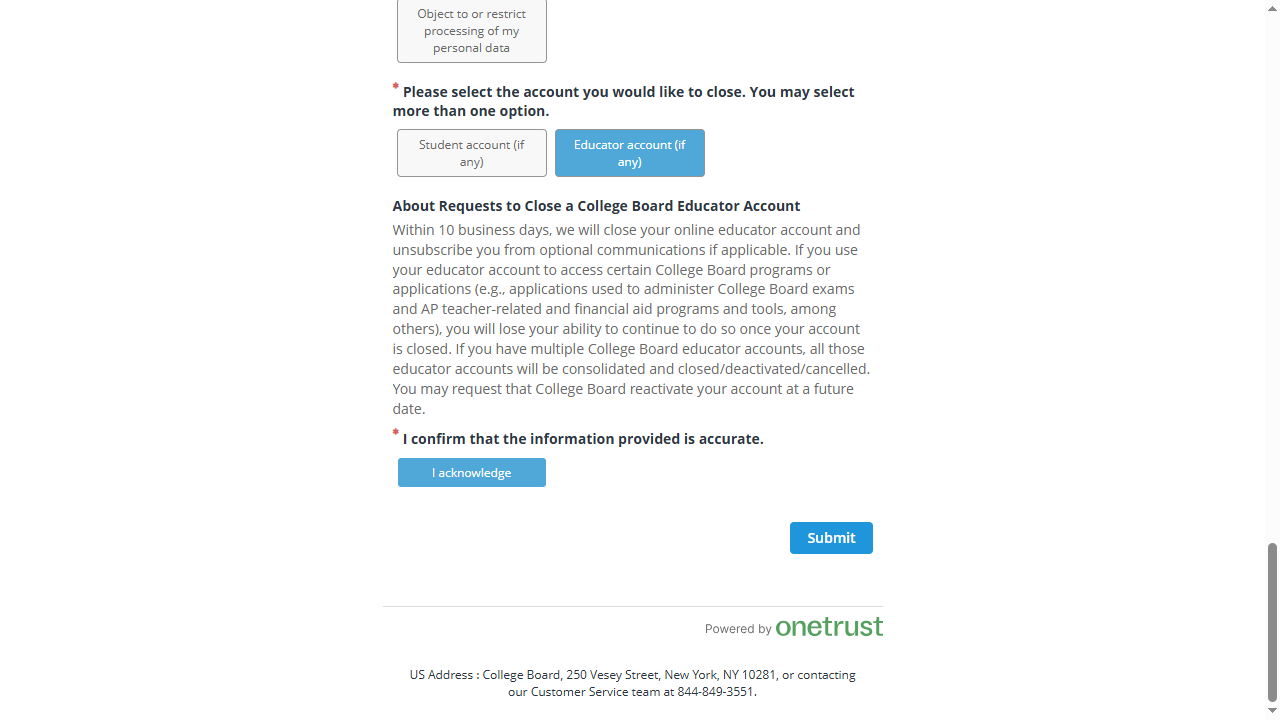 Object to or restrict
processing of my
personal data
* Please select the account you would like to close. You may select
more than one option.
Student account (if
any)
Educator account (if
any)
About Requests to Close a College Board Educator Account
Within 10 business days, we will close your online educator account and
unsubscribe you from optional communications if applicable. If you use
your educator account to access certain College Board programs or
applications (e.g., applications used to administer College Board exams
and AP teacher-related and financial aid programs and tools, among
others), you will lose your ability to continue to do so once your account
is closed. If you have multiple College Board educator accounts, all those
educator accounts will be consolidated and closed/deactivated/cancelled.
You may request that College Board reactivate your account at a future
date.
* I confirm that the information provided is accurate.
I acknowledge
Submit
Powered by onetrust
US Address : College Board, 250 Vesey Street, New York, NY 10281, or contacting
our Customer Service team at 844-849-3551.